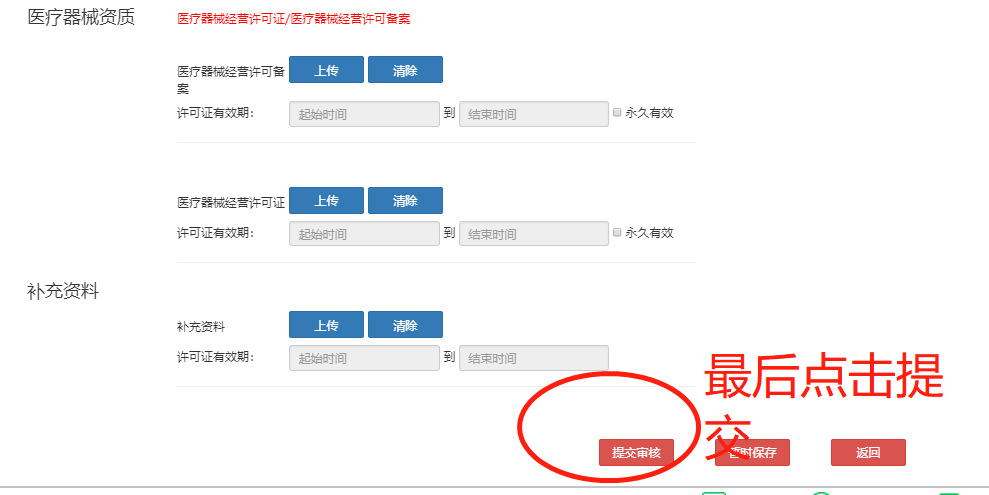 医疗器械资质
医疗器械经营许可证/医疗器械经营许可备案
医疗器械经营许可备案
上传
清除
许可证有效期:
起始时间
到
结束时间
永久有效
医疗器械经营许可证
上传
清除
许可证有效期:
起始时间
到
结束时间
永久有效
补充资料
补充资料
上传
清除
许可证有效期:
起始时间
到
结束时间
最后点击提
交
提交审核
暂时保存
返回